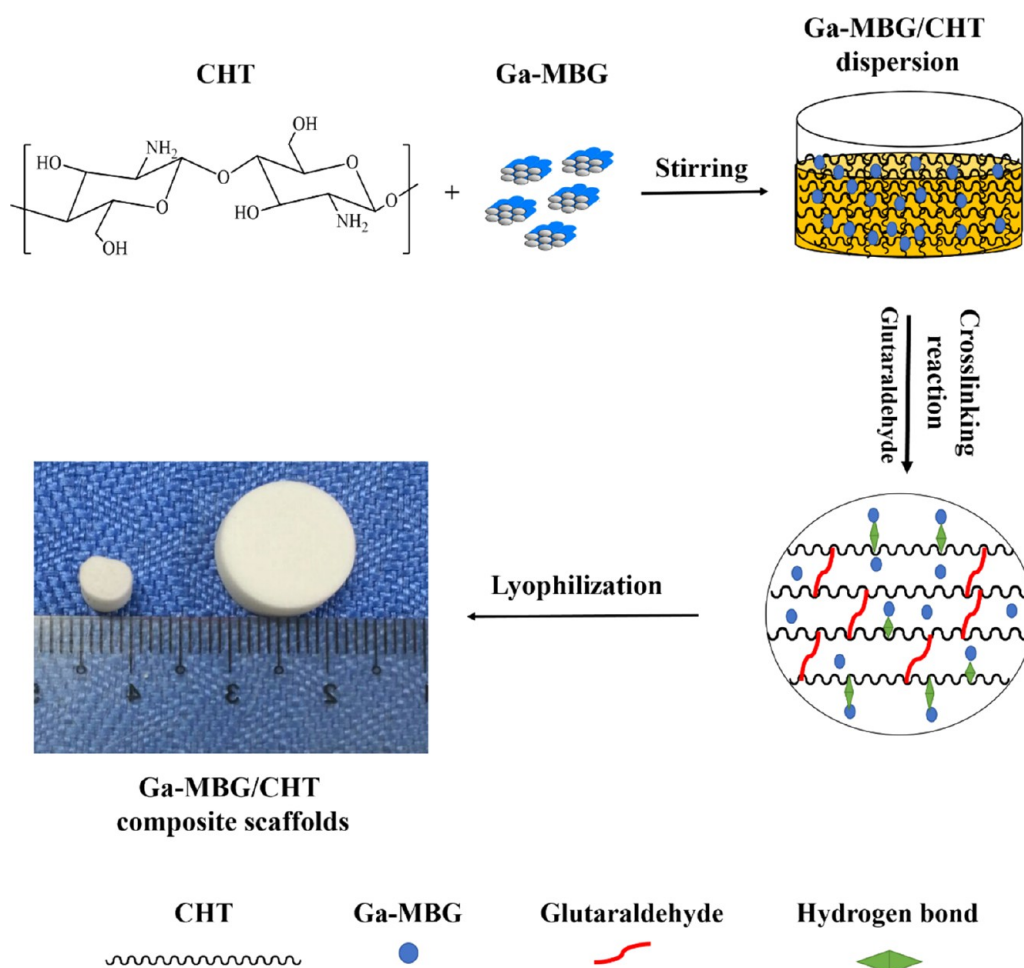 CHT
Ga-MBG
Ga-MBG/CHT
dispersion
HO
NH2
OH
O
O
O
O
HO
NH2
OH
+
Stirring
Crosslinking
reaction
Glutaraldehyde
Lyophilization
4
3
2
Ga-MBG/CHT
composite scaffolds
CHT
Ga-MBG
Glutaraldehyde
Hydrogen bond